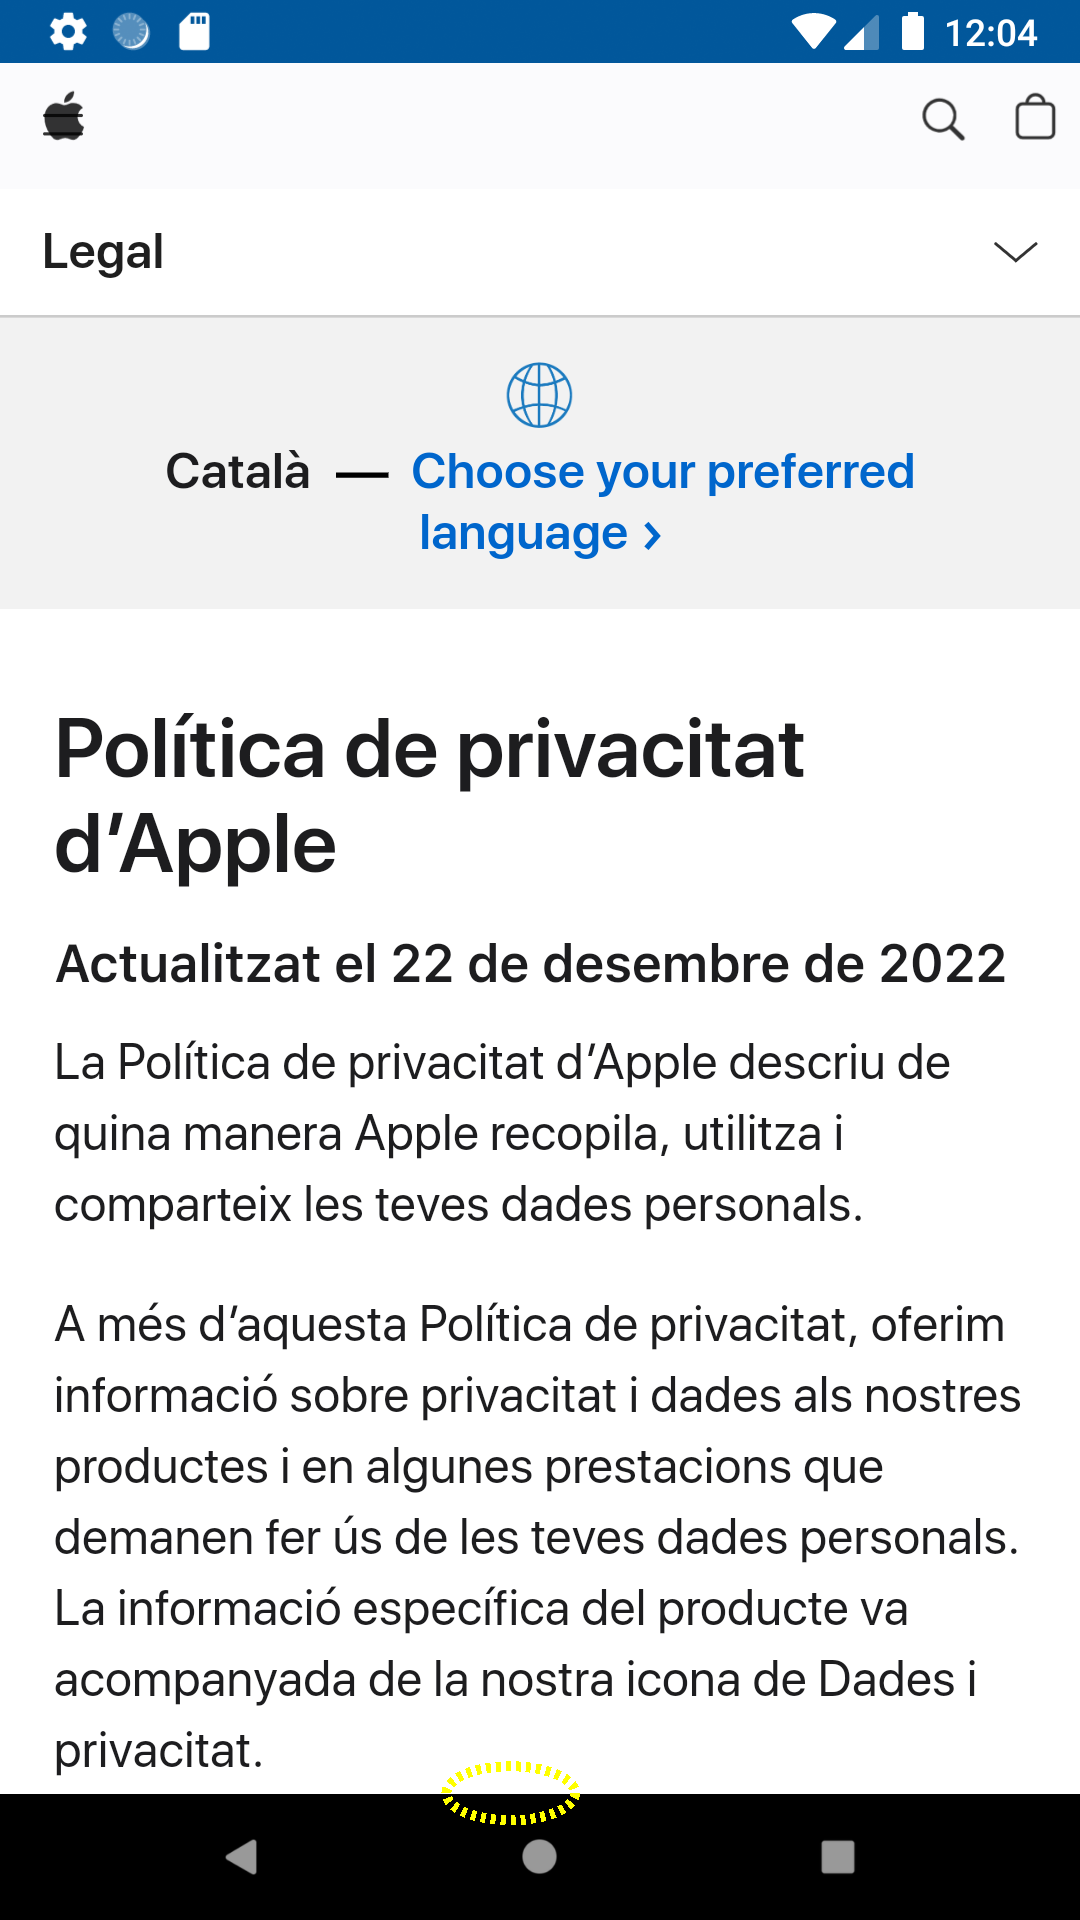 12:04
Legal
Català — Choose your preferred
language ›
Política de privacitat
d’Apple
Actualitzat el 22 de desembre de 2022
La Política de privacitat d’Apple descriu de
quina manera Apple recopila, utilitza i
comparteix les teves dades personals.
A més d’aquesta Política de privacitat, oferim
informació sobre privacitat i dades als nostres
productes i en algunes prestacions que
demanen fer ús de les teves dades personals.
La informació específica del producte va
acompanyada de la nostra icona de Dades i
privacitat.